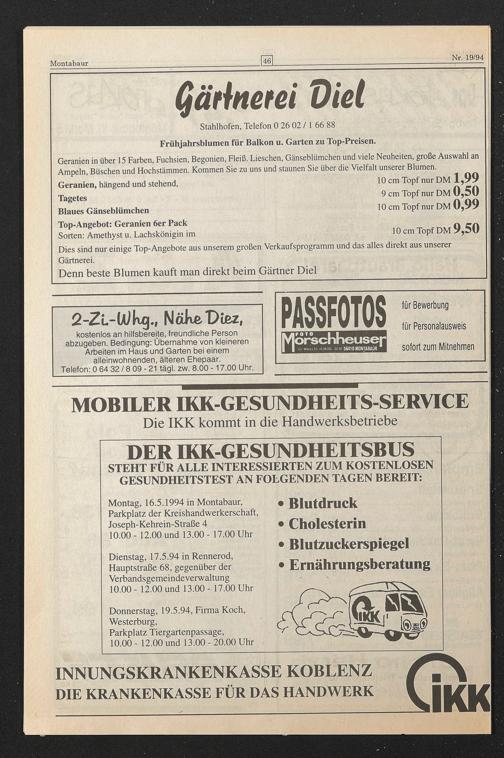 Montabaur
46
Nr. 19/94
Gärtnerei Diel
Stahlhofen, Telefon 0 26 02 / 1 66 88
Frühjahrsblumen für Balkon u. Garten zu Top-Preisen.
Geranien in über 15 Farben, Fuchsien, Begonien, Fleiß. Lieschen, Gänseblümchen und viele Neuheiten, große Auswahl an
Ampeln, Büschen und Hochstämmen. Kommen Sie zu uns und staunen Sie über die Vielfalt unserer Blumen.
Geranien, hängend und stehend, 10 cm Topf nur DM 1,99
Tagetes 9 cm Topf nur DM 0,50
Blaues Gänseblümchen 10 cm Topf nur DM 0,99
Top-Angebot: Geranien 6er Pack
Sorten: Amethyst u. Lachskönigin im 10 cm Topf DM 9,50
Dies sind nur einige Top-Angebote aus unserem großen Verkaufsprogramm und das alles direkt aus unserer
Gärtnerei.
Denn beste Blumen kauft man direkt beim Gärtner Diel
2-Zi-Whg., Nähe Diez,
kostenlos an hilfsbereite, freundliche Person
abzugeben. Bedingung: Übernahme von kleineren
Arbeiten im Haus und Garten bei einem
alleinwohnenden, älteren Ehepaar.
Telefon: 0 64 32 / 8 09 - 21 tägl. zw. 8.00 - 17.00 Uhr.
PASSFOTOS
FOTO
Morschheuser
56410 MONTABAUR
für Bewerbung
für Personalausweis
sofort zum Mitnehmen
MOBILER IKK-GESUNDHEITS-SERVICE
Die IKK kommt in die Handwerksbetriebe
DER IKK-GESUNDHEITSBUS
STEHT FÜR ALLE INTERESSIERTEN ZUM KOSTENLOSEN
GESUNDHEITSTEST AN FOLGENDEN TAGEN BEREIT:
Montag, 16.5.1994 in Montabaur,
Parkplatz der Kreishandwerkerschaft,
Joseph-Kehrein-Straße 4
10.00 - 12.00 und 13.00 - 17.00 Uhr
Dienstag, 17.5.94 in Rennerod,
Hauptstraße 68, gegenüber der
Verbandsgemeindeverwaltung
10.00 - 12.00 und 13.00 - 17.00 Uhr
Donnerstag, 19.5.94, Firma Koch,
Westerburg,
Parkplatz Tiergartenpassage,
10.00 - 12.00 und 13.00 - 20.00 Uhr
• Blutdruck
• Cholesterin
• Blutzuckerspiegel
• Ernährungsberatung
IKK
INNUNGSKRANKENKASSE KOBLENZ
DIE KRANKENKASSE FÜR DAS HANDWERK
iKK